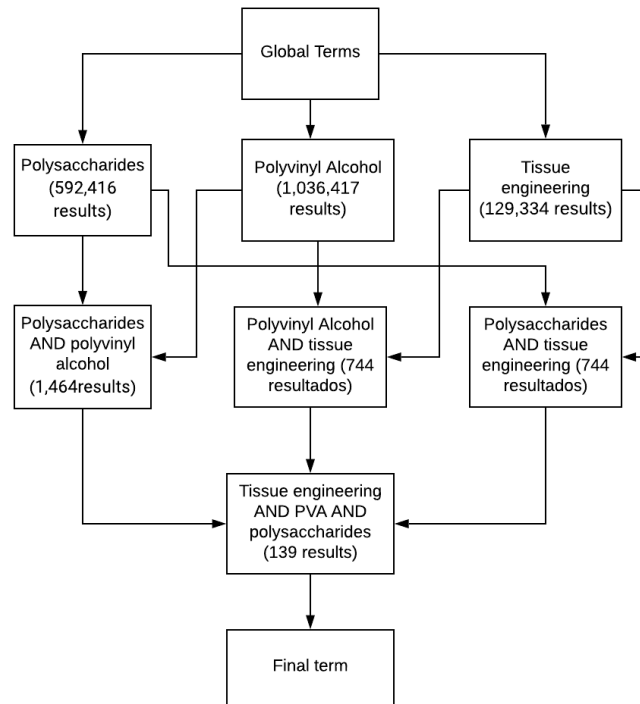 Global Terms
Polysaccharides
(592,416
results)
Polyvinyl Alcohol
(1,036,417
results)
Tissue
engineering
(129,334 results)
Polysaccharides
AND polyvinyl
alcohol
(1,464results)
Polyvinyl Alcohol
AND tissue
engineering (744
resultados)
Polysaccharides
AND tissue
engineering (744
resultados)
Tissue engineering
AND PVA AND
polysaccharides
(139 results)
Final term